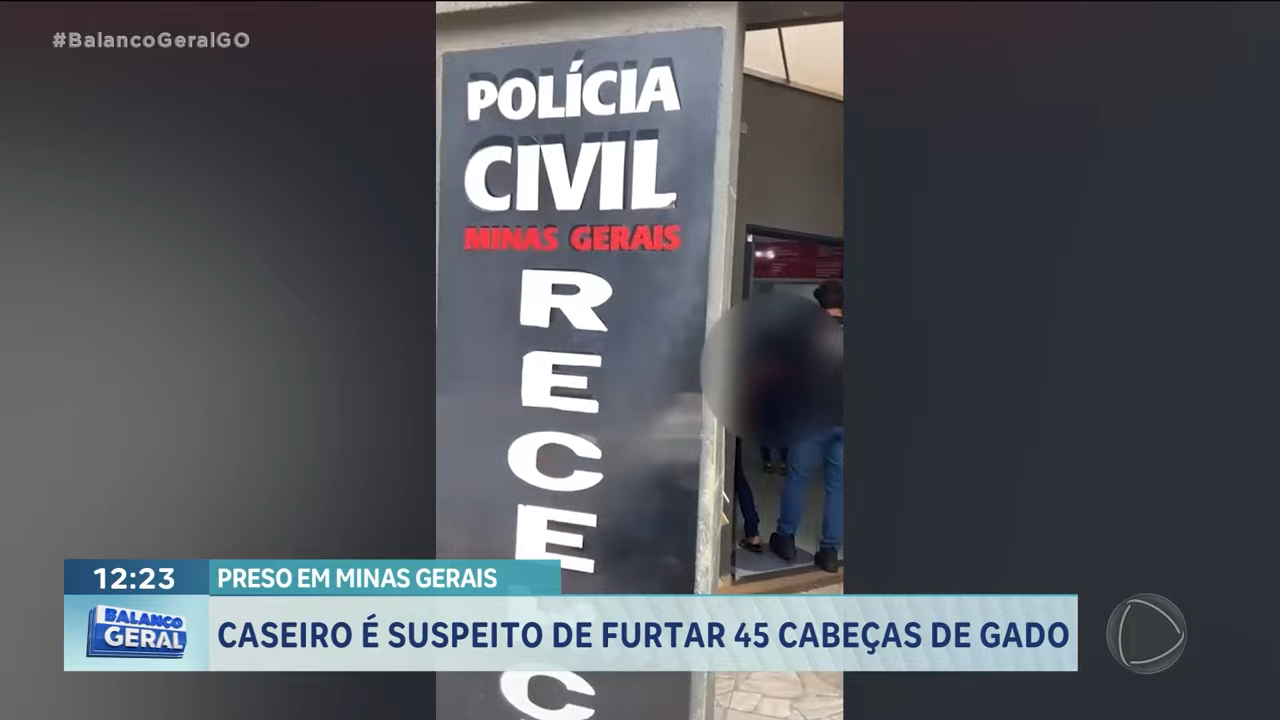 #BalancoGeralGO
POLÍCIA
CIVIL
MINAS GERAIS
R
E
C
E
Ç
12:23
PRESO EM MINAS GERAIS
BALANÇO
GERAL
CASEIRO É SUSPEITO DE FURTAR 45 CABEÇAS DE GADO